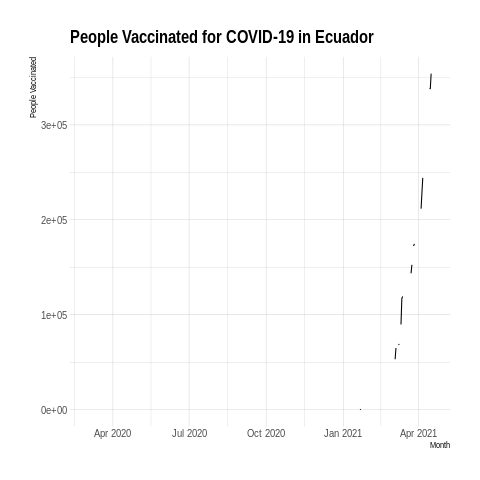 People Vaccinated for COVID-19 in Ecuador
People Vaccinated
3e+05
2e+05
1e+05
0e+00
Apr 2020 Jul 2020 Oct 2020 Jan 2021 Apr 2021
Month